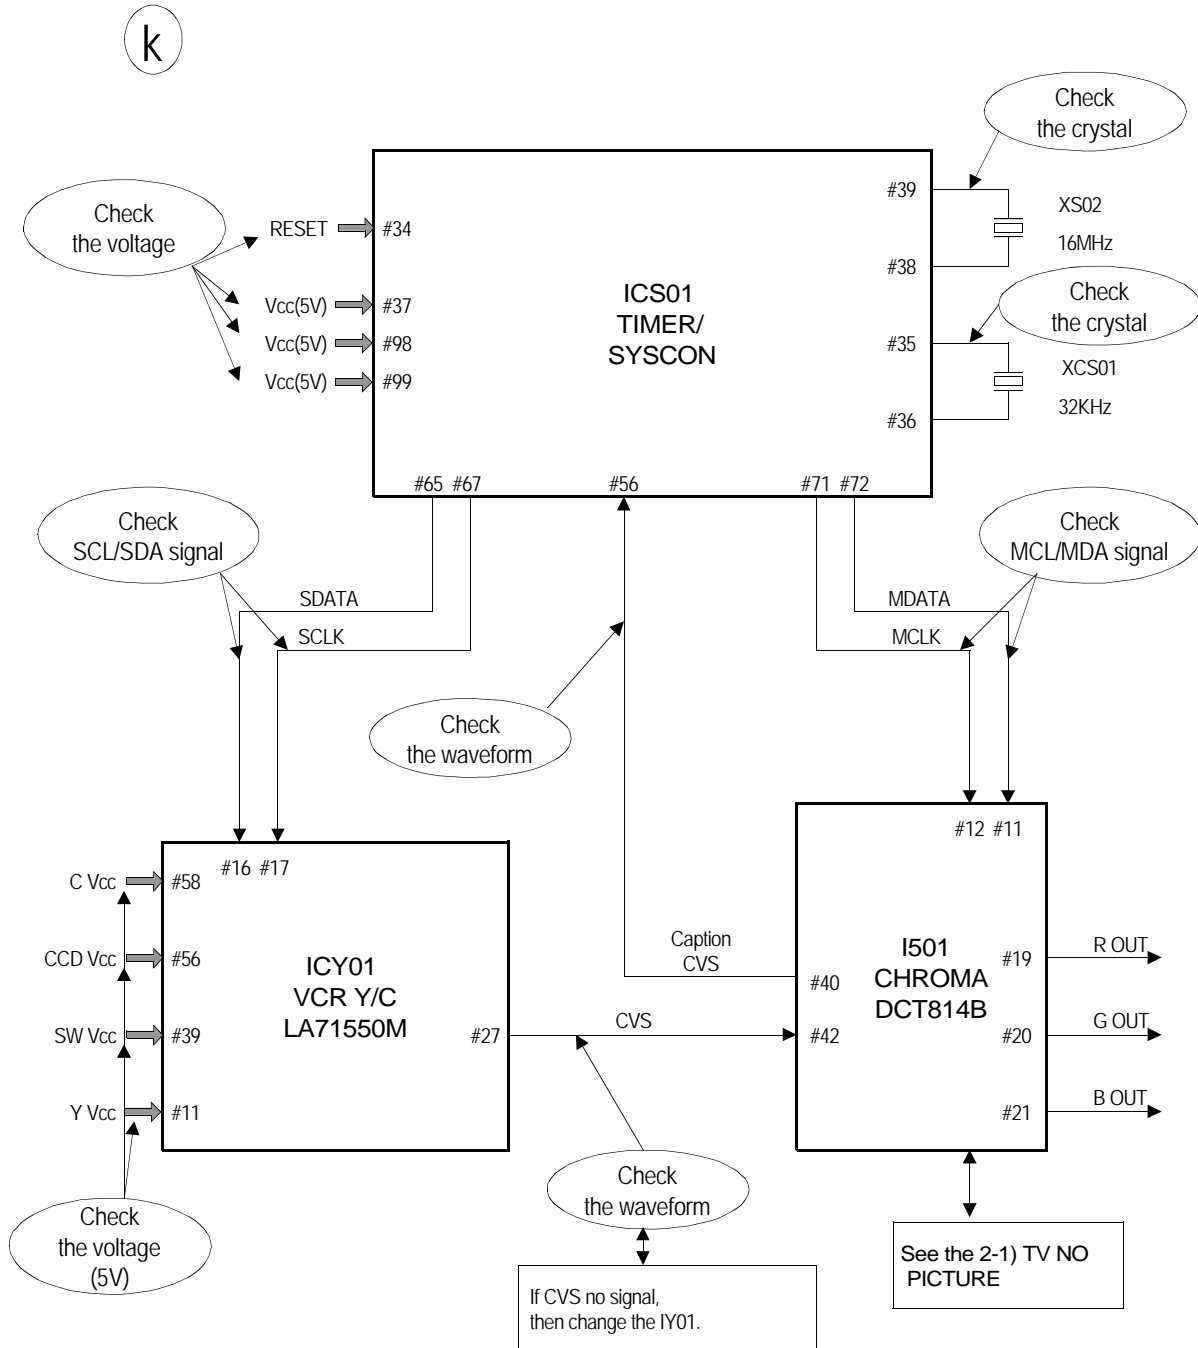 k
Check
the crystal
#39
XS02
16MHz
#38
Check
the voltage
RESET
#34
Vcc(5V)
#37
Vcc(5V)
#98
Vcc(5V)
#99
ICS01
TIMER/
SYSCON
Check
the crystal
#35
XCS01
32KHz
#36
#65 #67
#56
#71 #72
Check
SCL/SDA signal
Check
MCL/MDA signal
SDATA
SCLK
MDATA
MCLK
Check
the waveform
#12 #11
#16 #17
C Vcc
#58
CCD Vcc
#56
SW Vcc
#39
Y Vcc
#11
ICY01
VCR Y/C
LA71550M
#27
Caption
CVS
CVS
#40
#42
I501
CHROMA
DCT814B
#19
R OUT
#20
G OUT
#21
B OUT
Check
the voltage
(5V)
Check
the waveform
See the 2-1) TV NO
PICTURE
If CVS no signal,
then change the IY01.